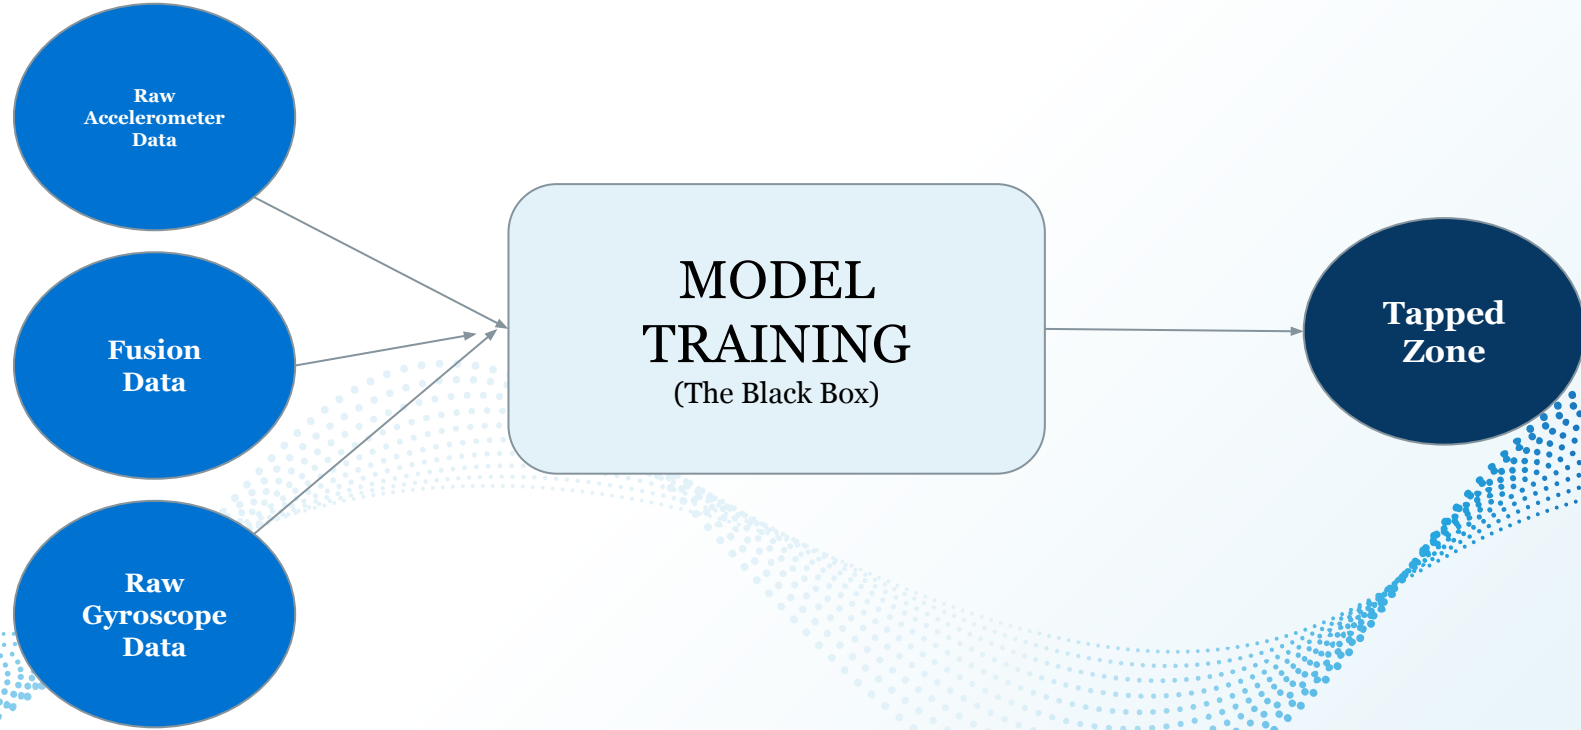 Raw
Accelerometer
Data
Fusion
Data
Raw
Gyroscope
Data
MODEL
TRAINING
(The Black Box)
Tapped
Zone